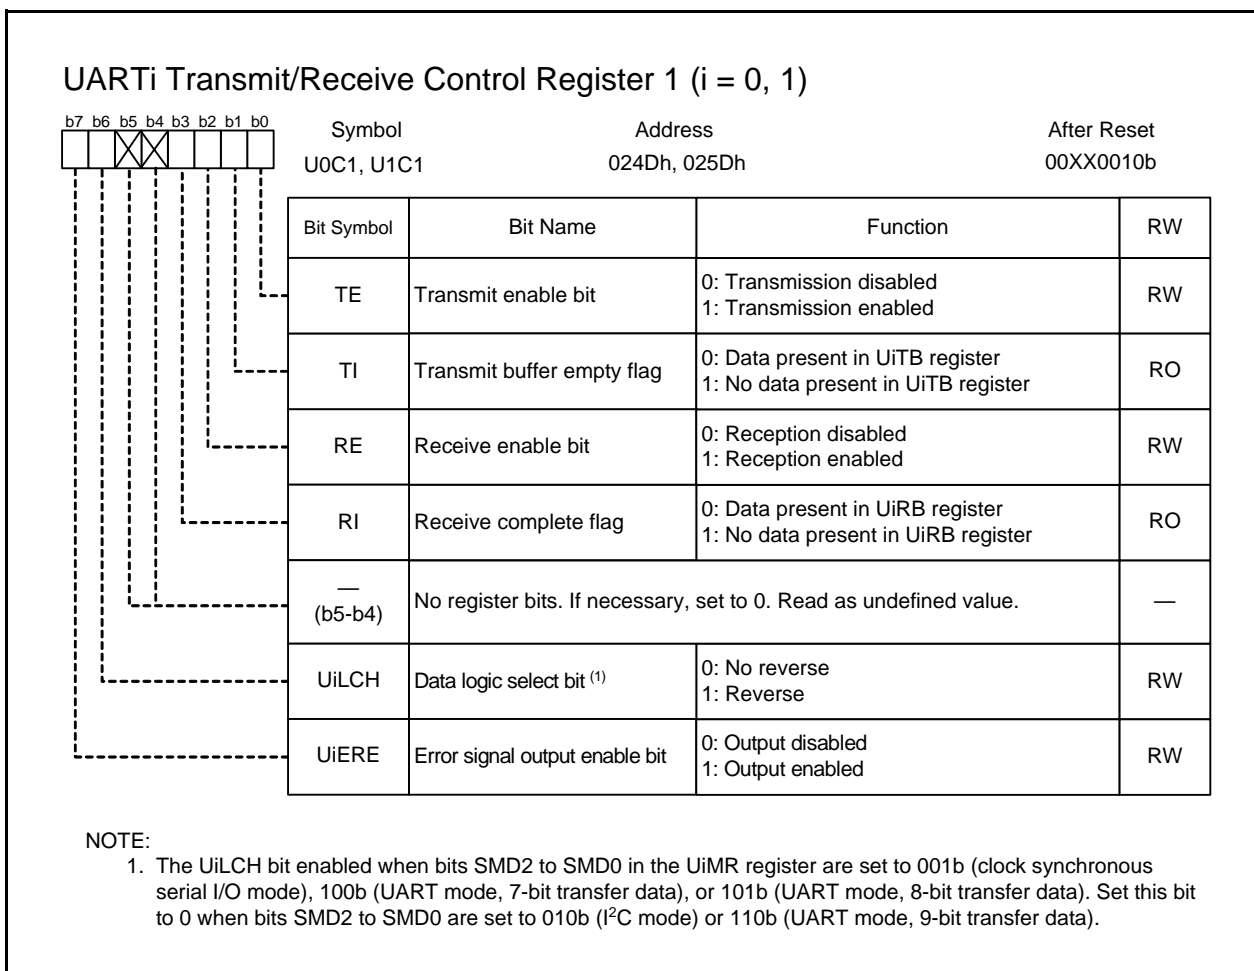 UARTi Transmit/Receive Control Register 1 (i = 0, 1)
b7 b6 b5 b4 b3 b2 b1 b0
Symbol Address After Reset
U0C1, U1C1 024Dh, 025Dh 00XX0010b
Bit Symbol Bit Name Function RW
TE Transmit enable bit 0: Transmission disabled
1: Transmission enabled RW
TI Transmit buffer empty flag 0: Data present in UiTB register
1: No data present in UiTB register RO
RE Receive enable bit 0: Reception disabled
1: Reception enabled RW
RI Receive complete flag 0: Data present in UiRB register
1: No data present in UiRB register RO
—
(b5-b4) No register bits. If necessary, set to 0. Read as undefined value. —
UiLCH Data logic select bit (1) 0: No reverse
1: Reverse RW
UiERE Error signal output enable bit 0: Output disabled
1: Output enabled RW
NOTE:
1. The UiLCH bit enabled when bits SMD2 to SMD0 in the UiMR register are set to 001b (clock synchronous
serial I/O mode), 100b (UART mode, 7-bit transfer data), or 101b (UART mode, 8-bit transfer data). Set this bit
to 0 when bits SMD2 to SMD0 are set to 010b (I²C mode) or 110b (UART mode, 9-bit transfer data).